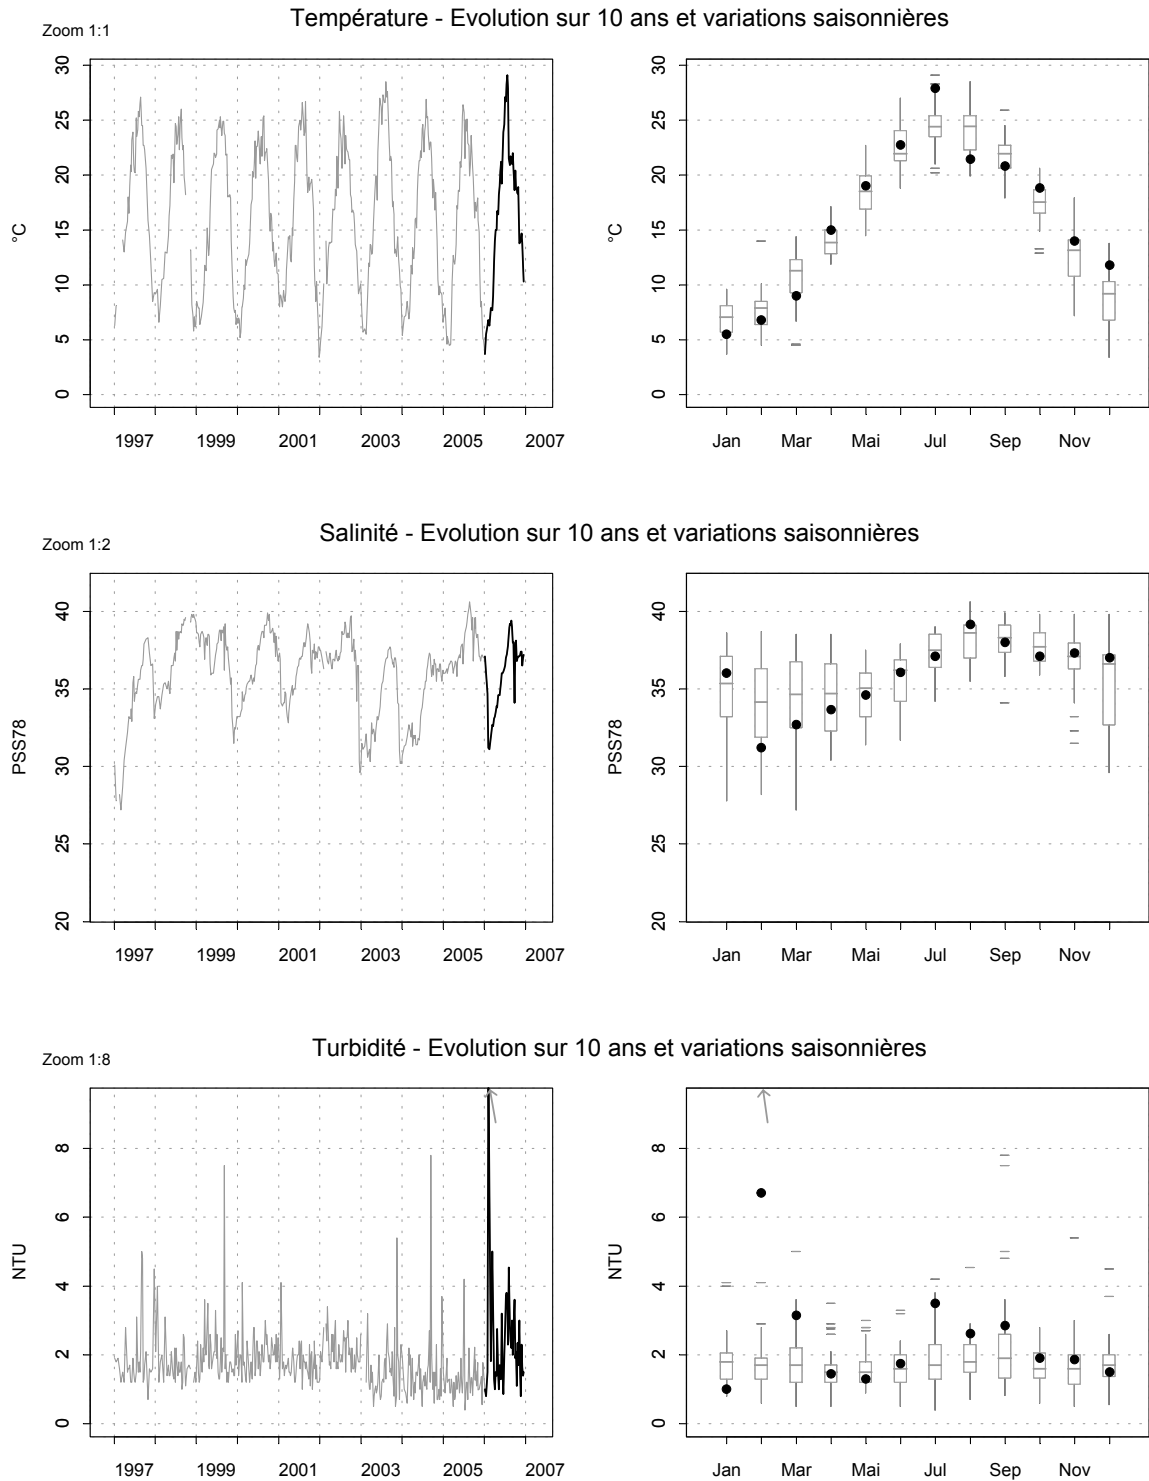 Température - Evolution sur 10 ans et variations saisonnières
Zoom 1:1
30
25
20
15
10
5
0
°C
1997 1999 2001 2003 2005 2007
30
25
20
15
10
5
0
°C
Jan Mar Mai Jul Sep Nov
Salinité - Evolution sur 10 ans et variations saisonnières
Zoom 1:2
40
35
30
25
20
PSS78
1997 1999 2001 2003 2005 2007
40
35
30
25
20
PSS78
Jan Mar Mai Jul Sep Nov
Turbidité - Evolution sur 10 ans et variations saisonnières
Zoom 1:8
8
6
4
2
0
NTU
1997 1999 2001 2003 2005 2007
8
6
4
2
0
NTU
Jan Mar Mai Jul Sep Nov